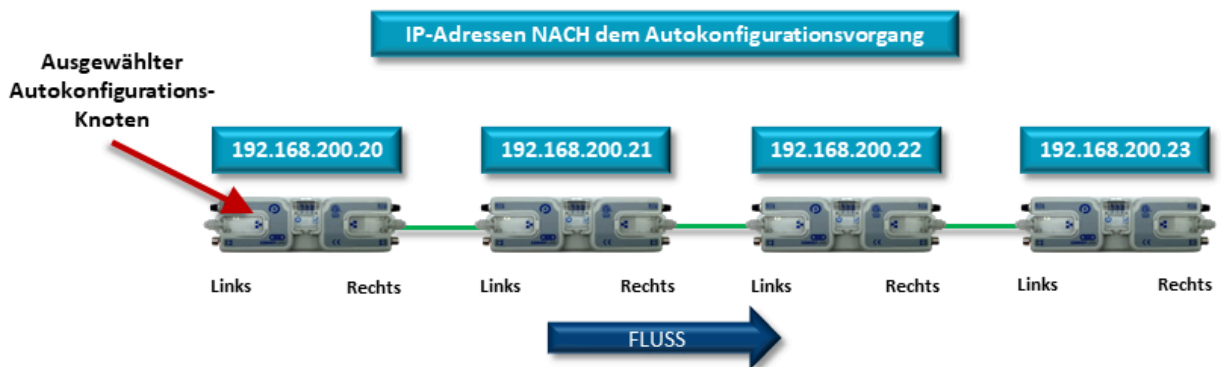 IP-Adressen NACH dem Autokonfigurationsvorgang
Ausgewählter
Autokonfigurations-
Knoten
192.168.200.20
192.168.200.21
192.168.200.22
192.168.200.23
Links
Rechts
Links
Rechts
Links
Rechts
Links
Rechts
FLUSS